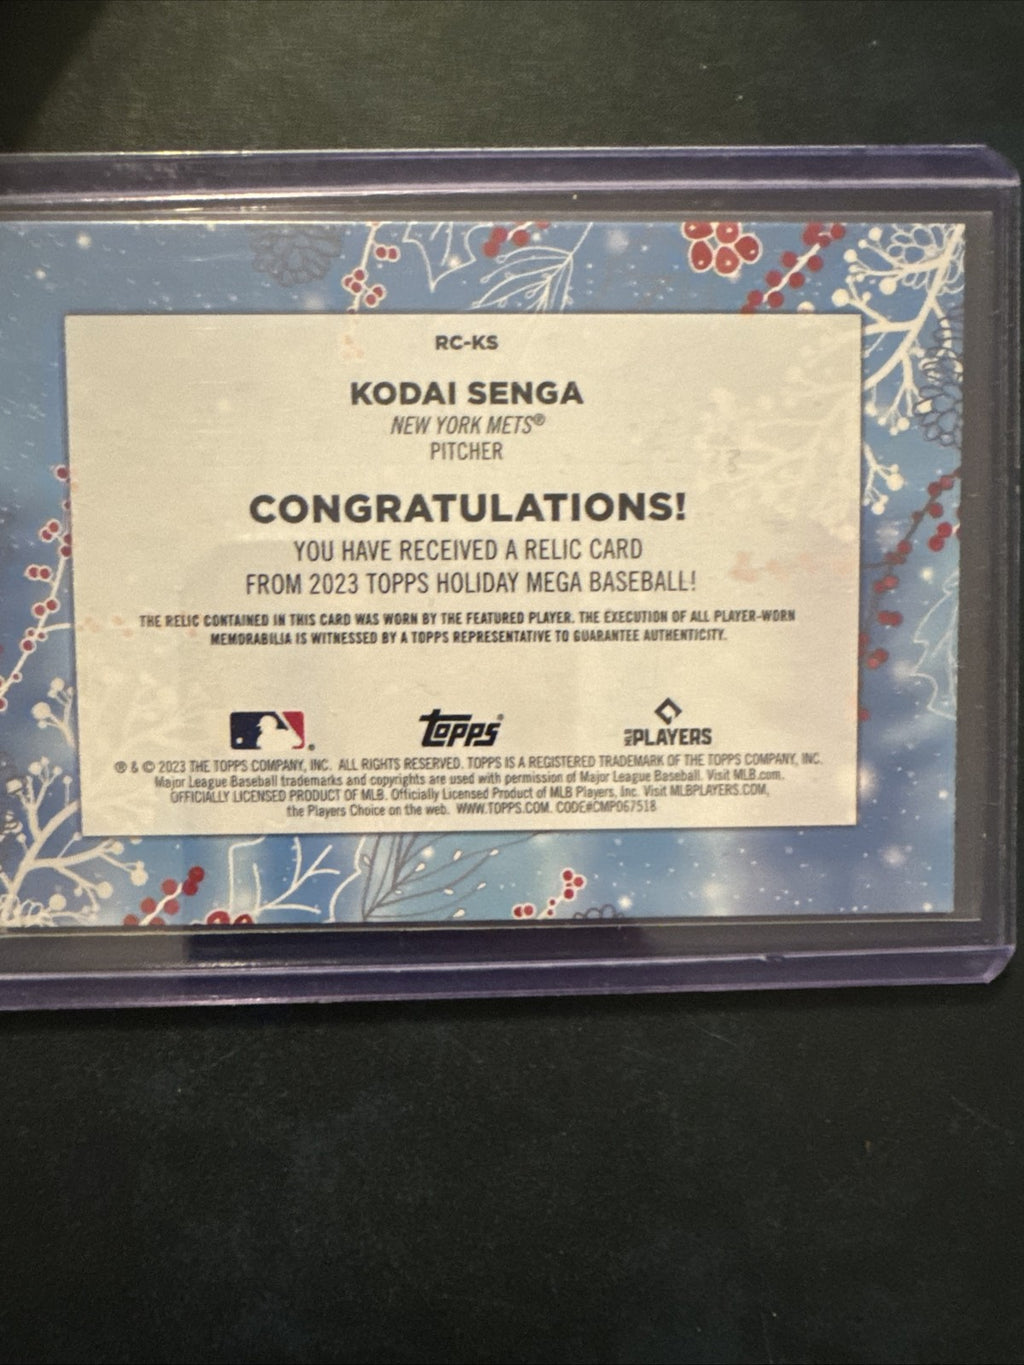 RC-KS
KODAI SENGA
NEW YORK METS®
PITCHER
CONGRATULATIONS!
YOU HAVE RECEIVED A RELIC CARD
FROM 2023 TOPPS HOLIDAY MEGA BASEBALL!
THE RELIC CONTAINED IN THIS CARD WAS WORN BY THE FEATURED PLAYER. THE EXECUTION OF ALL PLAYER-WORN
MEMORABILIA IS WITNESSED BY A TOPPS REPRESENTATIVE TO GUARANTEE AUTHENTICITY.
® Topps® MLB PLAYERS
® & © 2023 THE TOPPS COMPANY, INC. ALL RIGHTS RESERVED. TOPPS IS A REGISTERED TRADEMARK OF THE TOPPS COMPANY, INC.
Major League Baseball trademarks and copyrights are used with permission of Major League Baseball. Visit MLB.com.
OFFICIALLY LICENSED PRODUCT OF MLB. Officially Licensed Product of MLB Players, Inc. Visit MLBPLAYERS.COM,
the Players Choice on the web. WWW.TOPPS.COM. CODE#CMP067518